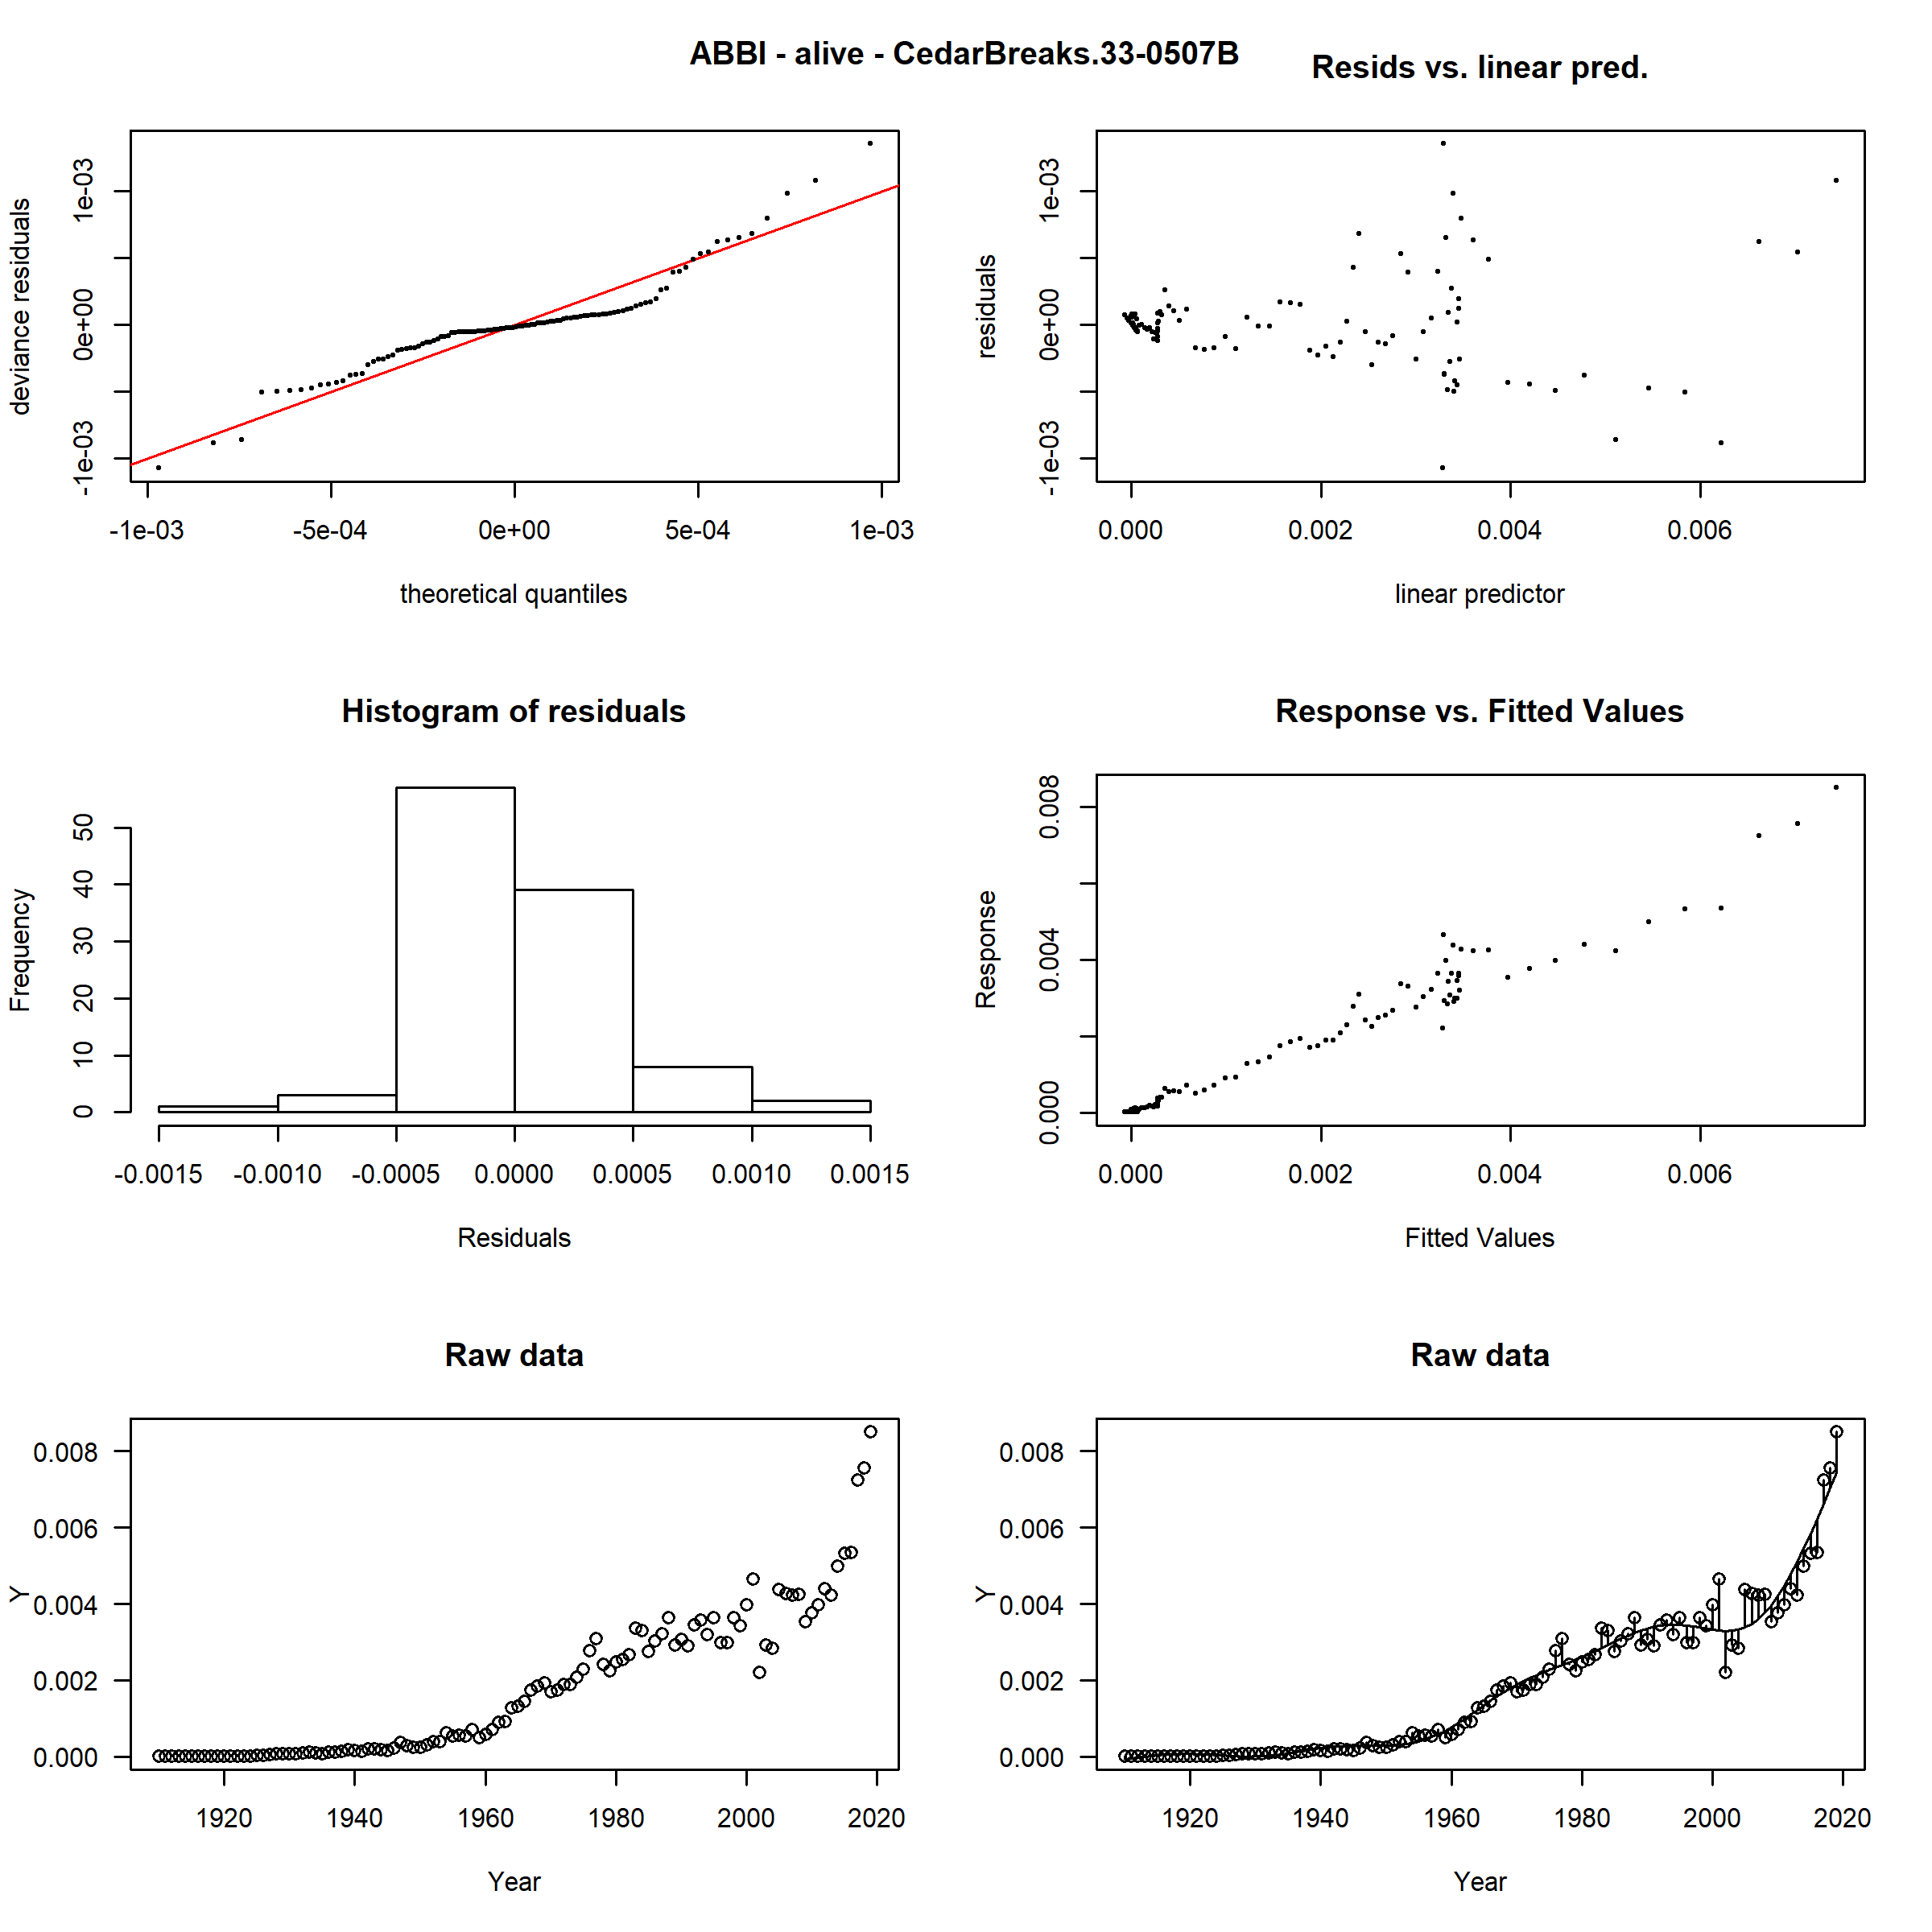 ABBI - alive - CedarBreaks.33-0507B
Resids vs. linear pred.
deviance residuals
1e-03
0e+00
-1e-03
-1e-03 -5e-04 0e+00 5e-04 1e-03
theoretical quantiles
residuals
1e-03
0e+00
-1e-03
0.000 0.002 0.004 0.006
linear predictor
Histogram of residuals
Frequency
50
40
30
20
10
0
-0.0015 -0.0010 -0.0005 0.0000 0.0005 0.0010 0.0015
Residuals
Response vs. Fitted Values
Response
0.008
0.004
0.000
0.000 0.002 0.004 0.006
Fitted Values
Raw data
Y
0.008
0.006
0.004
0.002
0.000
1920 1940 1960 1980 2000 2020
Year
Raw data
Y
0.008
0.006
0.004
0.002
0.000
1920 1940 1960 1980 2000 2020
Year